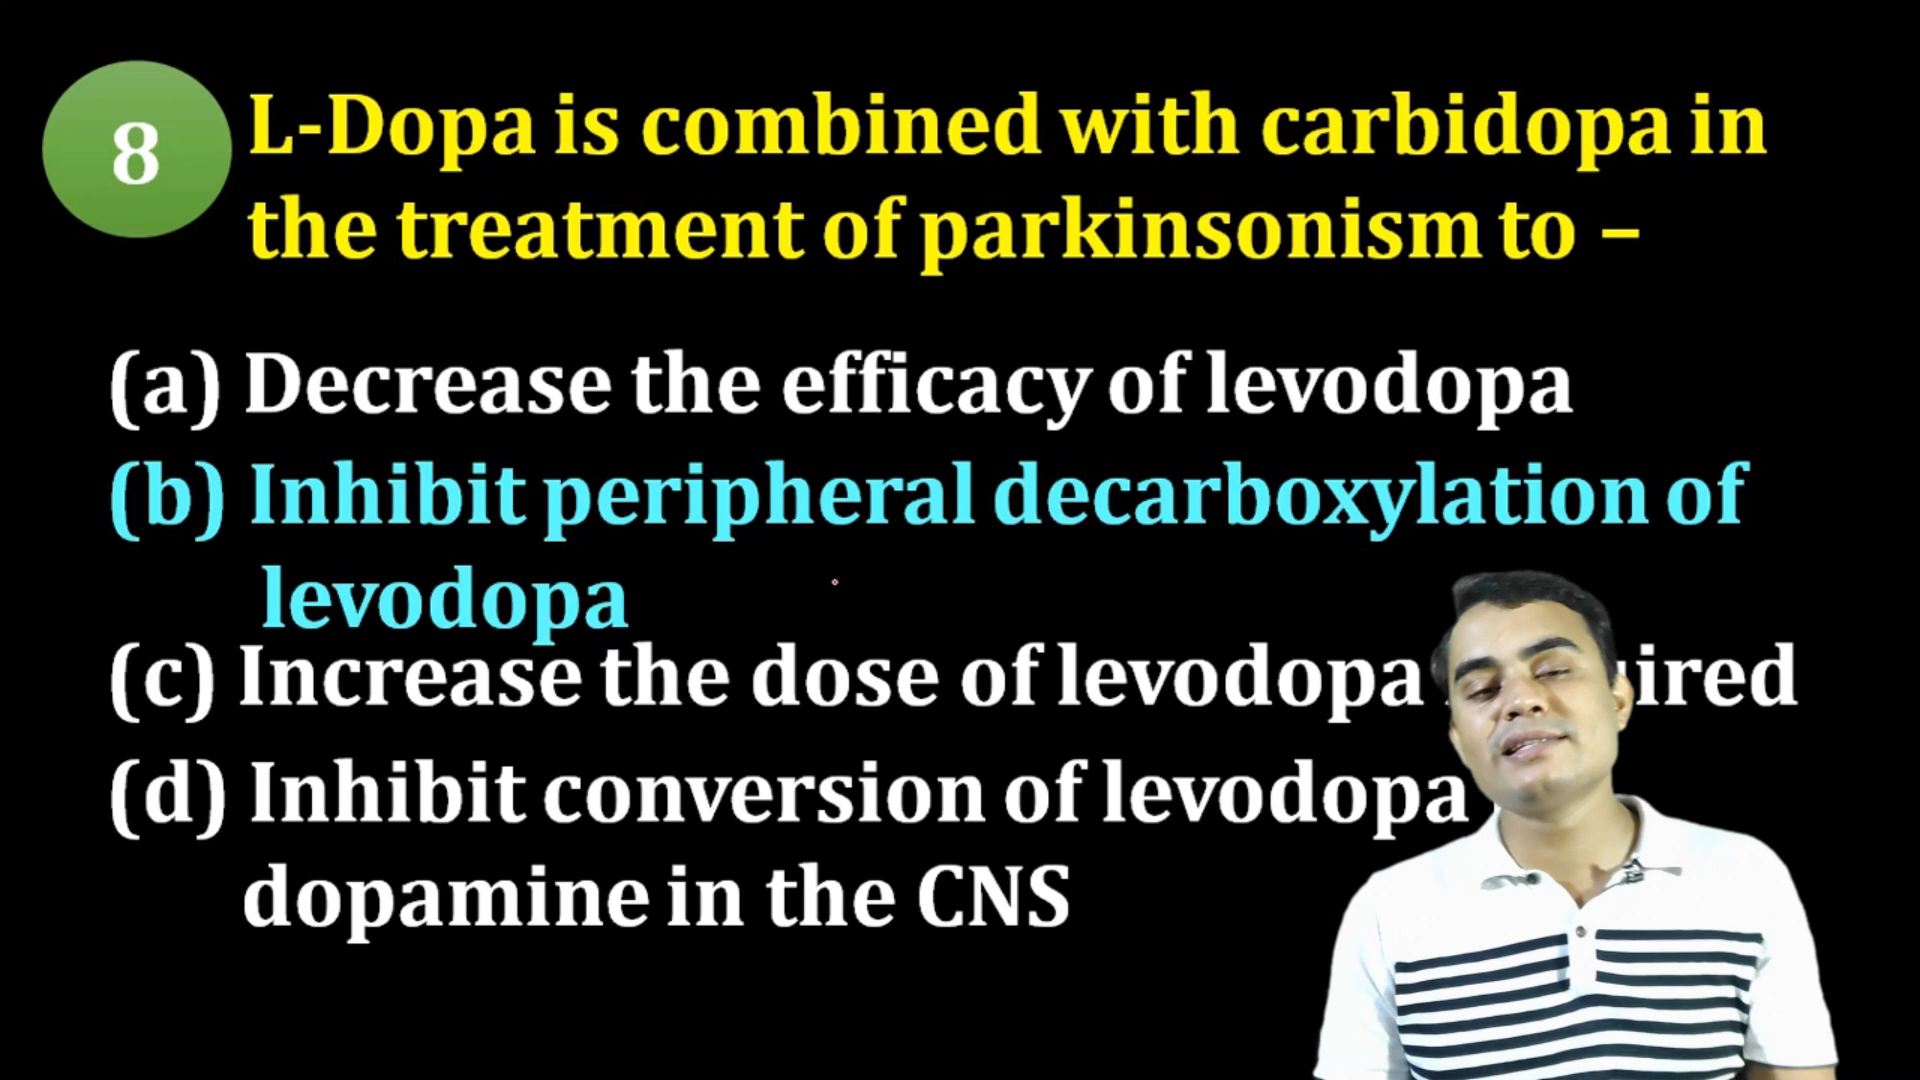 8
L-Dopa is combined with carbidopa in
the treatment of parkinsonism to –
(a) Decrease the efficacy of levodopa
(b) Inhibit peripheral decarboxylation of
levodopa
(c) Increase the dose of levodopa
(d) Inhibit conversion of levodopa
dopamine in the CNS